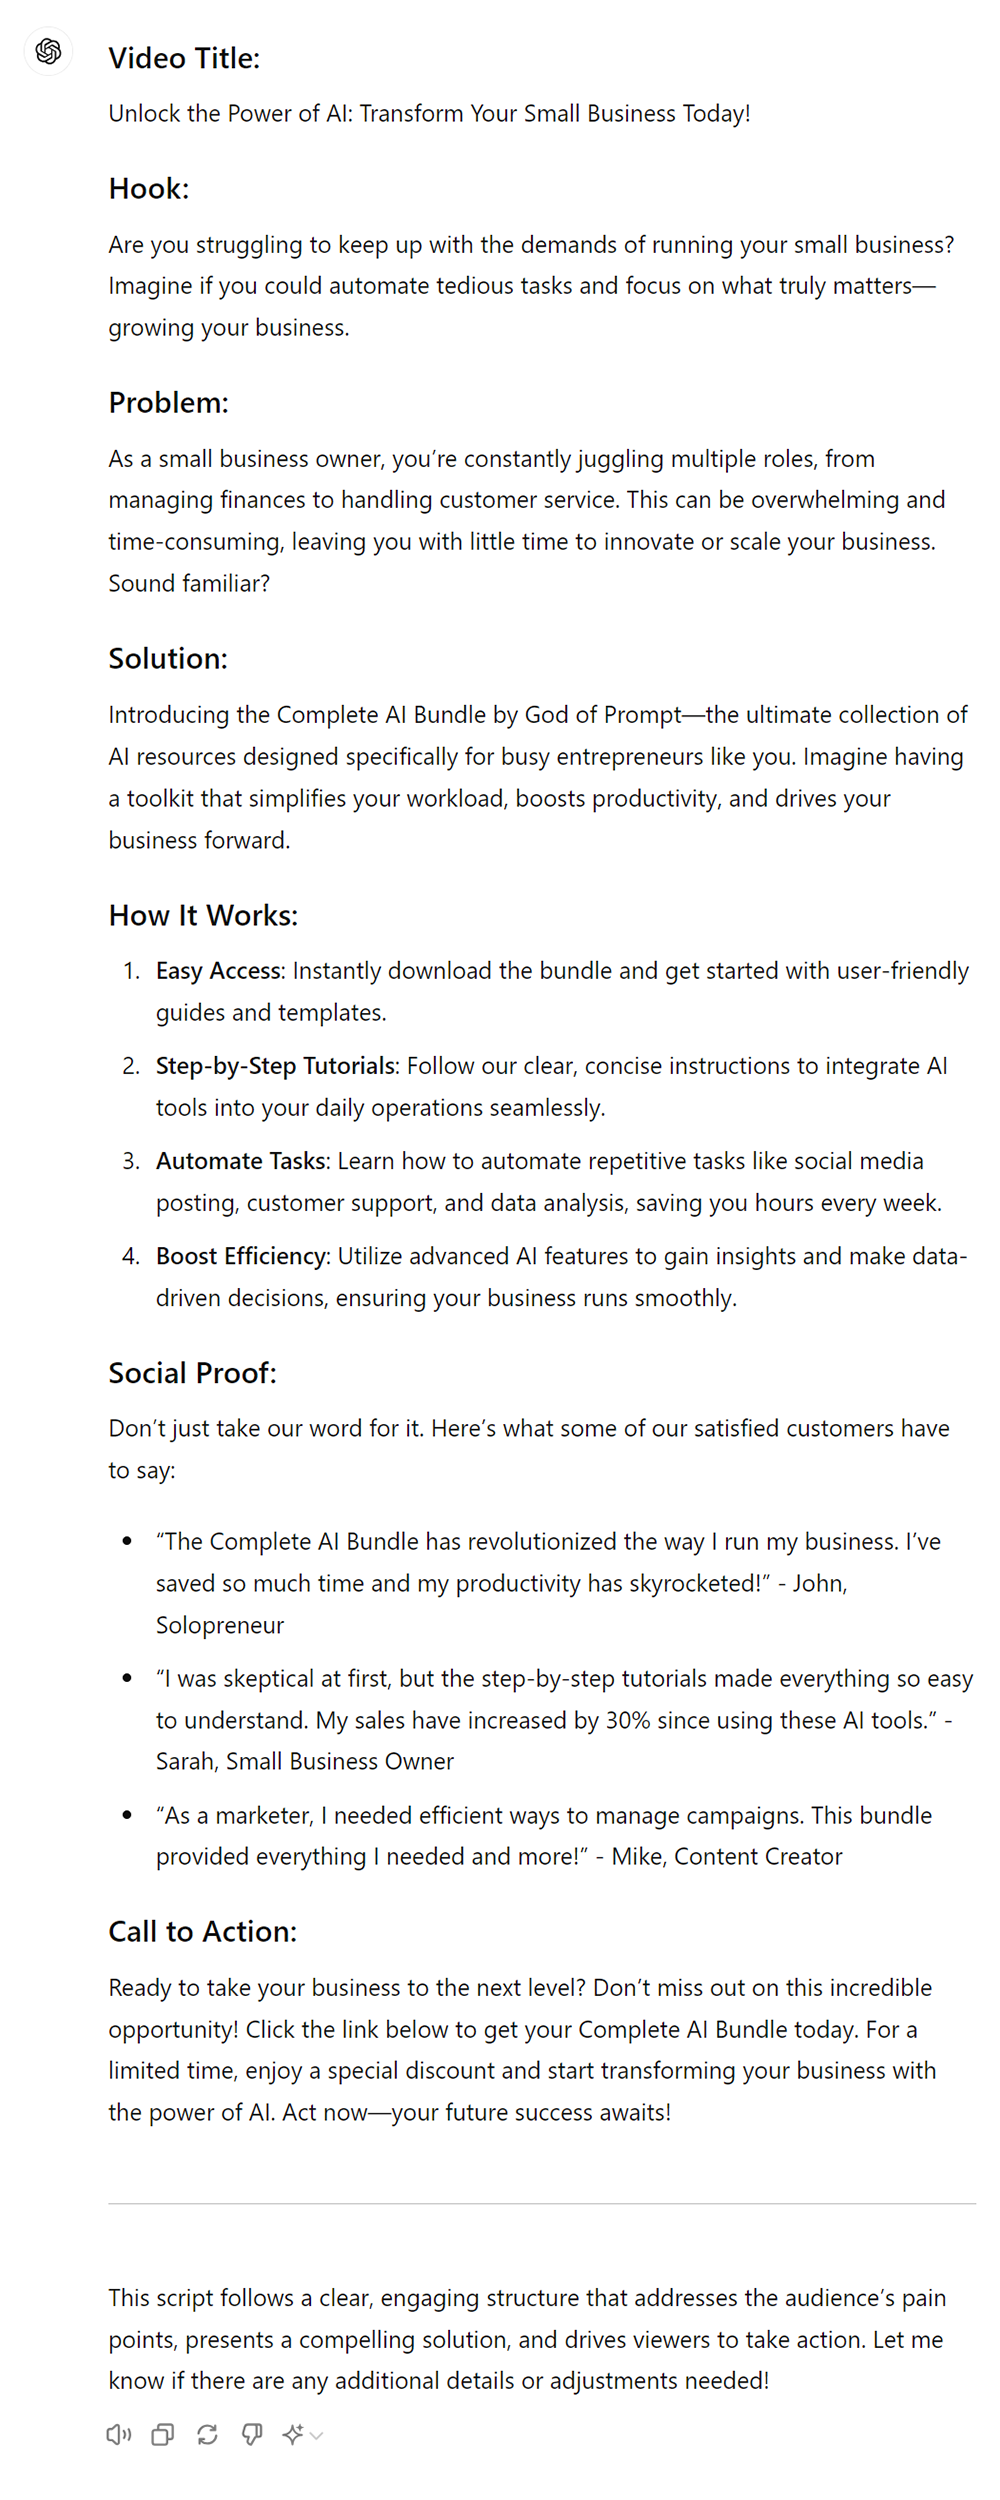 Video Title:
Unlock the Power of AI: Transform Your Small Business Today!
Hook:
Are you struggling to keep up with the demands of running your small business?
Imagine if you could automate tedious tasks and focus on what truly matters—
growing your business.
Problem:
As a small business owner, you’re constantly juggling multiple roles, from
managing finances to handling customer service. This can be overwhelming and
time-consuming, leaving you with little time to innovate or scale your business.
Sound familiar?
Solution:
Introducing the Complete AI Bundle by God of Prompt—the ultimate collection of
AI resources designed specifically for busy entrepreneurs like you. Imagine having
a toolkit that simplifies your workload, boosts productivity, and drives your
business forward.
How It Works:
1. Easy Access: Instantly download the bundle and get started with user-friendly
guides and templates.
2. Step-by-Step Tutorials: Follow our clear, concise instructions to integrate AI
tools into your daily operations seamlessly.
3. Automate Tasks: Learn how to automate repetitive tasks like social media
posting, customer support, and data analysis, saving you hours every week.
4. Boost Efficiency: Utilize advanced AI features to gain insights and make data-
driven decisions, ensuring your business runs smoothly.
Social Proof:
Don’t just take our word for it. Here’s what some of our satisfied customers have
to say:
• “The Complete AI Bundle has revolutionized the way I run my business. I’ve
saved so much time and my productivity has skyrocketed!” - John,
Solopreneur
• “I was skeptical at first, but the step-by-step tutorials made everything so easy
to understand. My sales have increased by 30% since using these AI tools.” -
Sarah, Small Business Owner
• “As a marketer, I needed efficient ways to manage campaigns. This bundle
provided everything I needed and more!” - Mike, Content Creator
Call to Action:
Ready to take your business to the next level? Don’t miss out on this incredible
opportunity! Click the link below to get your Complete AI Bundle today. For a
limited time, enjoy a special discount and start transforming your business with
the power of AI. Act now—your future success awaits!
This script follows a clear, engaging structure that addresses the audience’s pain
points, presents a compelling solution, and drives viewers to take action. Let me
know if there are any additional details or adjustments needed!